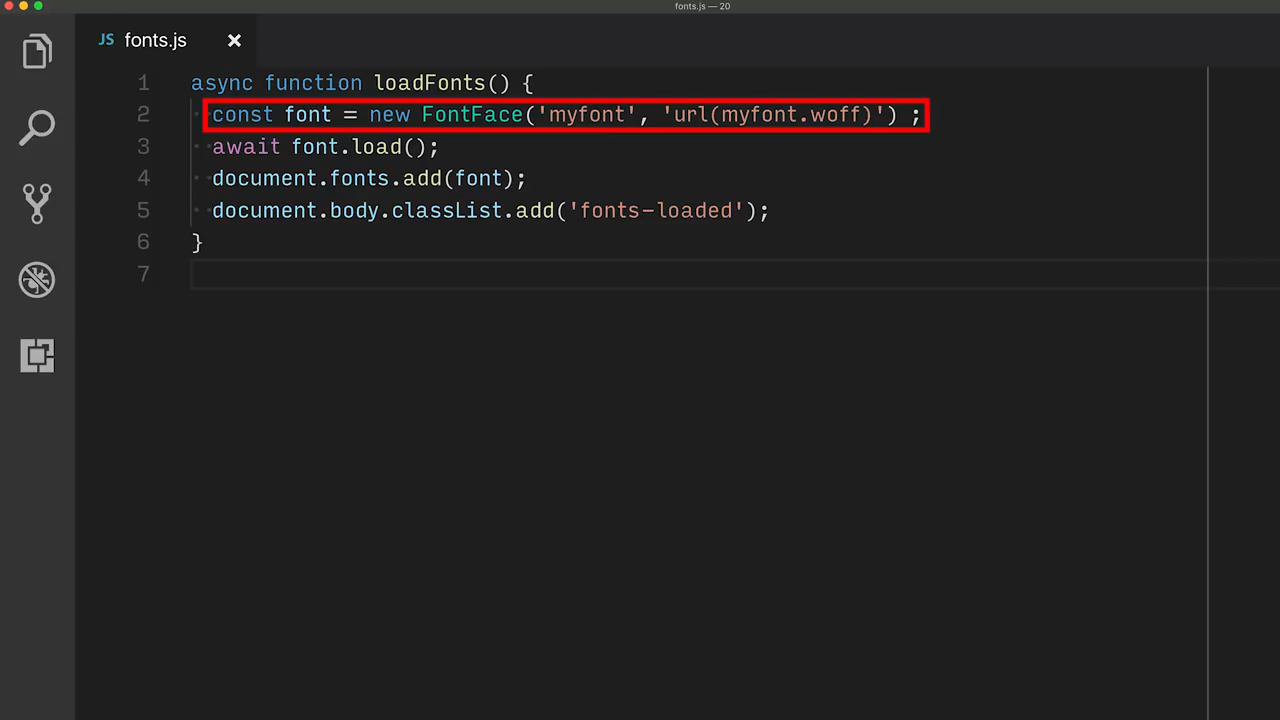 fonts.js — 20
JS fonts.js ×
1 async function loadFonts() {
2 const font = new FontFace('myfont', 'url(myfont.woff)') ;
3 await font.load();
4 document.fonts.add(font);
5 document.body.classList.add('fonts-loaded');
6 }
7